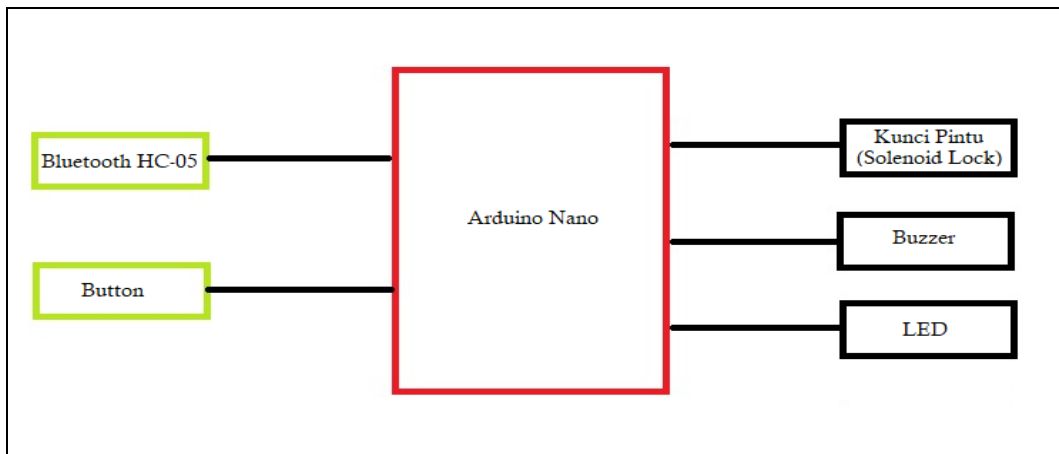 Bluetooth HC-05
Button
Arduino Nano
Kunci Pintu
(Solenoid Lock)
Buzzer
LED